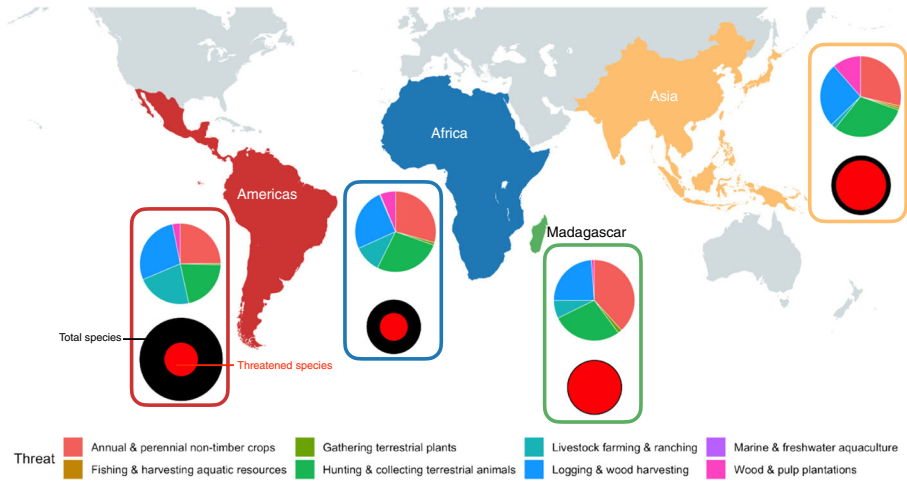 Asia
Africa
Americas
Madagascar
Total species
Threatened species
Threat
Annual & perennial non-timber crops
Gathering terrestrial plants
Livestock farming & ranching
Marine & freshwater aquaculture
Fishing & harvesting aquatic resources
Hunting & collecting terrestrial animals
Logging & wood harvesting
Wood & pulp plantations